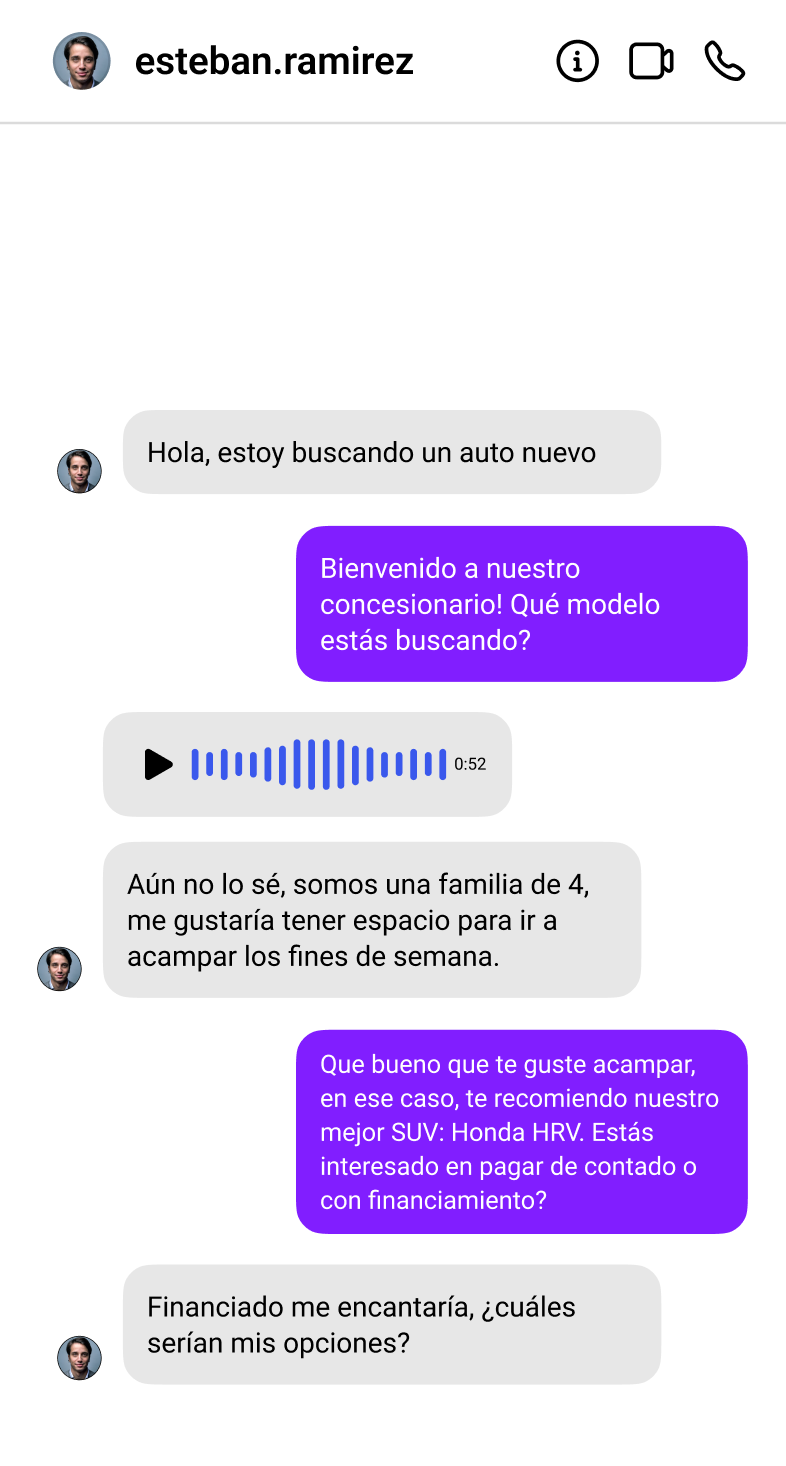 esteban.ramirez
Hola, estoy buscando un auto nuevo
Bienvenido a nuestro
concesionario! Qué modelo
estás buscando?
0:52
Aún no lo sé, somos una familia de 4,
me gustaría tener espacio para ir a
acampar los fines de semana.
Que bueno que te guste acampar,
en ese caso, te recomiendo nuestro
mejor SUV: Honda HRV. Estás
interesado en pagar de contado o
con financiamiento?
Financiado me encantaría, ¿cuáles
serían mis opciones?